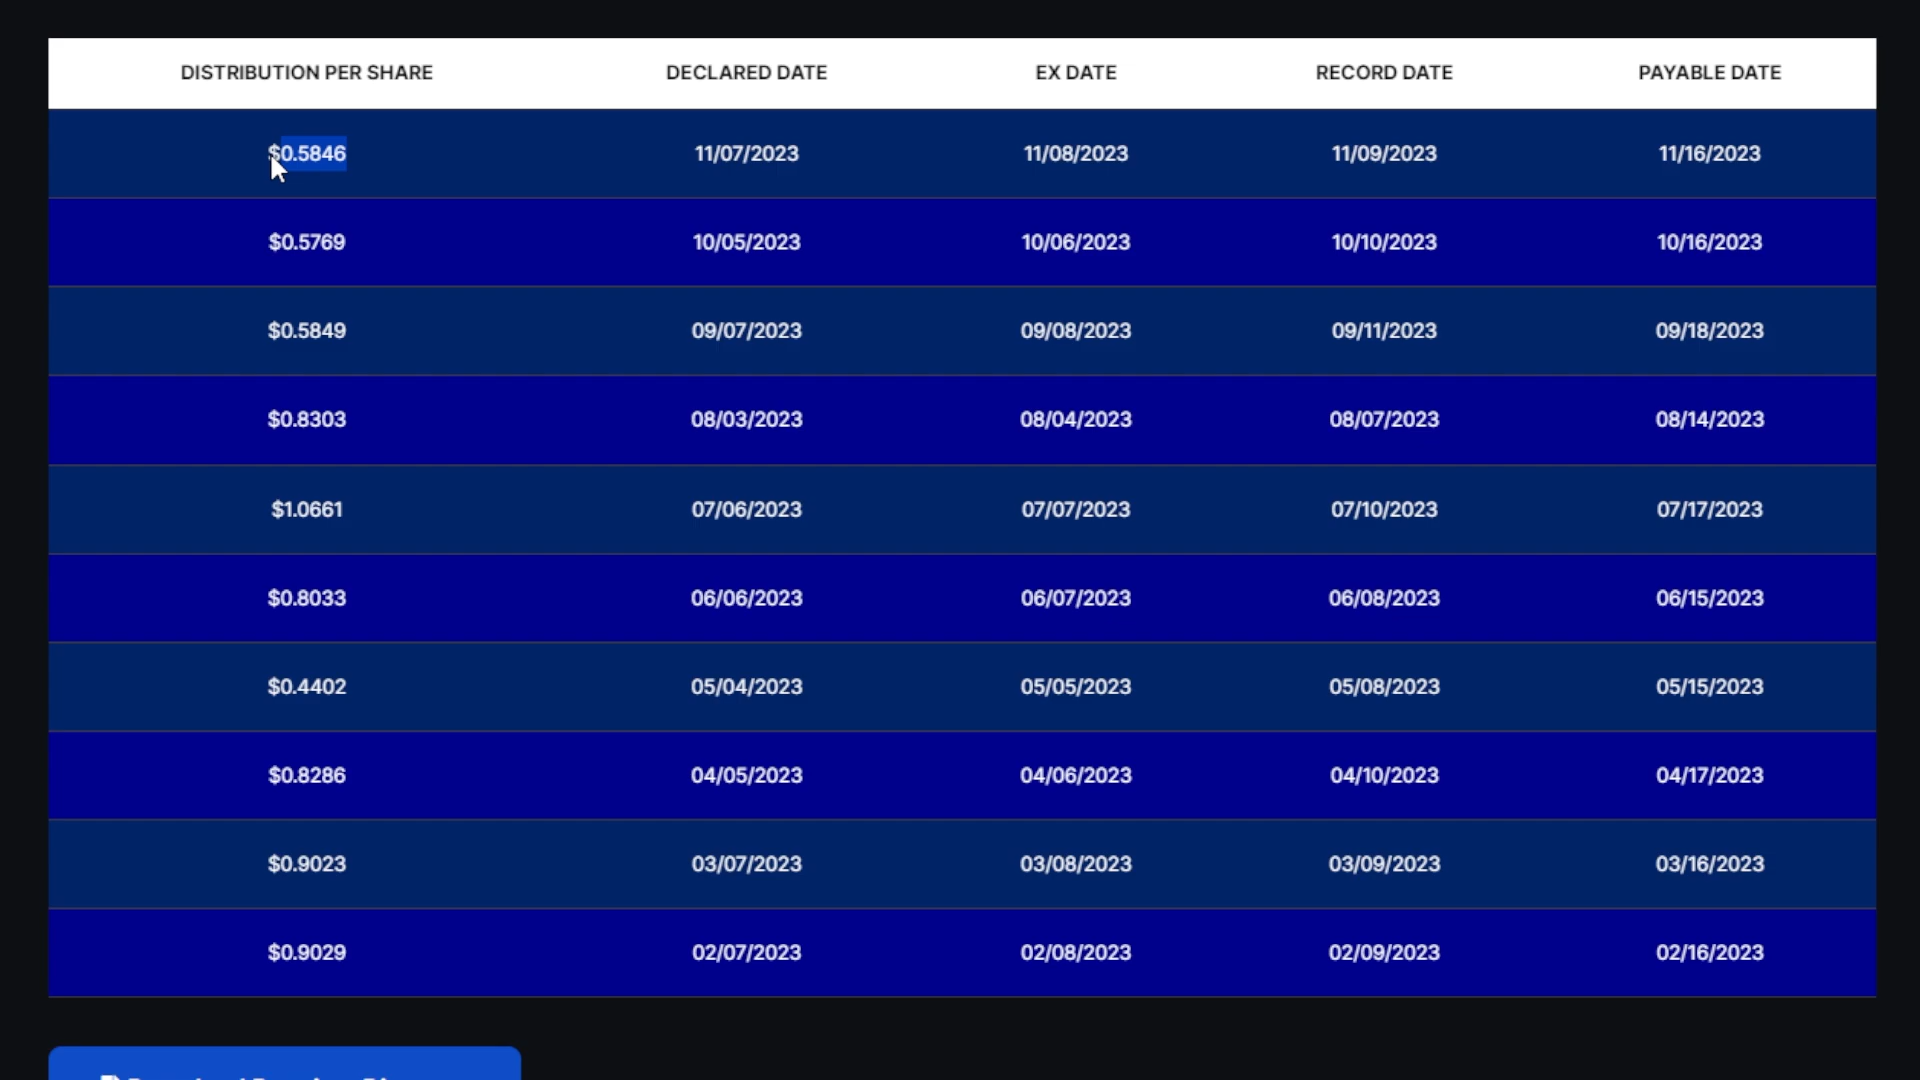 DISTRIBUTION PER SHARE DECLARED DATE EX DATE RECORD DATE PAYABLE DATE
$0.5846 11/07/2023 11/08/2023 11/09/2023 11/16/2023
$0.5769 10/05/2023 10/06/2023 10/10/2023 10/16/2023
$0.5849 09/07/2023 09/08/2023 09/11/2023 09/18/2023
$0.8303 08/03/2023 08/04/2023 08/07/2023 08/14/2023
$1.0661 07/06/2023 07/07/2023 07/10/2023 07/17/2023
$0.8033 06/06/2023 06/07/2023 06/08/2023 06/15/2023
$0.4402 05/04/2023 05/05/2023 05/08/2023 05/15/2023
$0.8286 04/05/2023 04/06/2023 04/10/2023 04/17/2023
$0.9023 03/07/2023 03/08/2023 03/09/2023 03/16/2023
$0.9029 02/07/2023 02/08/2023 02/09/2023 02/16/2023